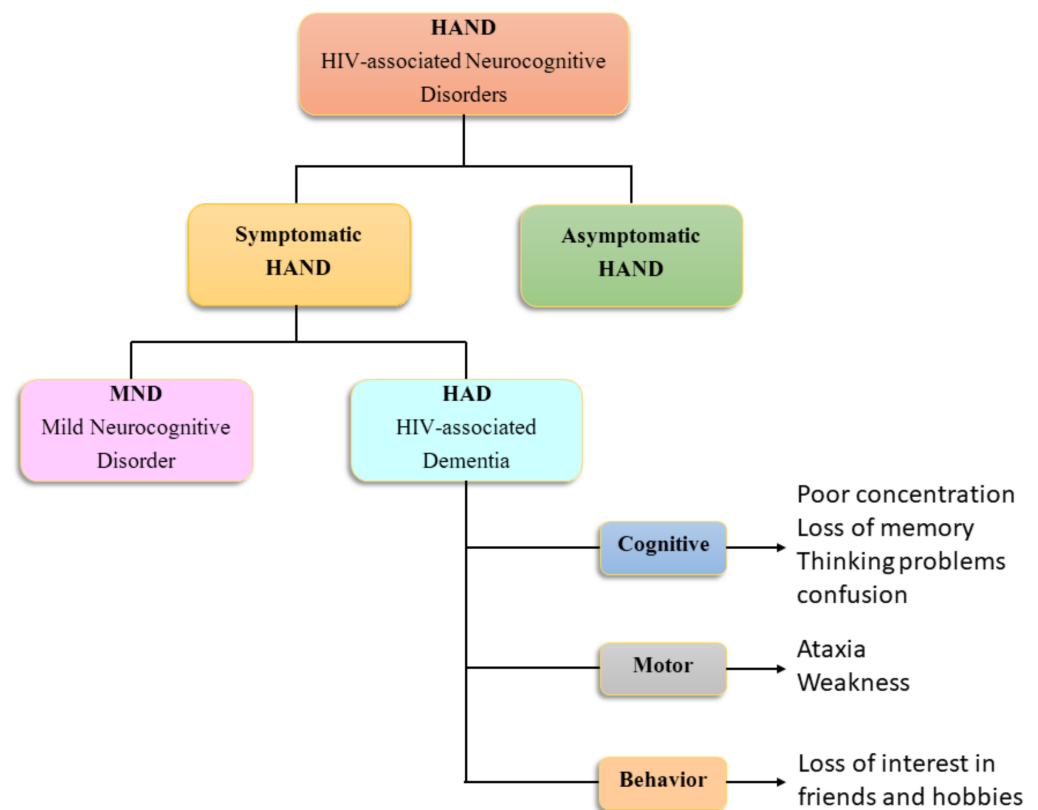 HAND
HIV-associated Neurocognitive
Disorders
Symptomatic
HAND
Asymptomatic
HAND
MND
Mild Neurocognitive
Disorder
HAD
HIV-associated
Dementia
Cognitive
Poor concentration
Loss of memory
Thinking problems
confusion
Motor
Ataxia
Weakness
Behavior
Loss of interest in
friends and hobbies